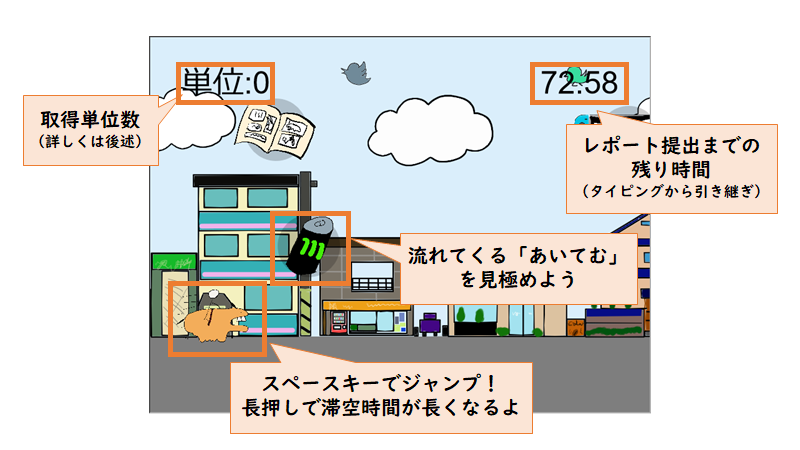 単位:0
72.58
取得単位数
（詳しくは後述）
レポート提出までの
残り時間
（タイピングから引き継ぎ）
流れてくる「あいてむ」
を見極めよう
スペースキーでジャンプ！
長押しで滞空時間が長くなるよ